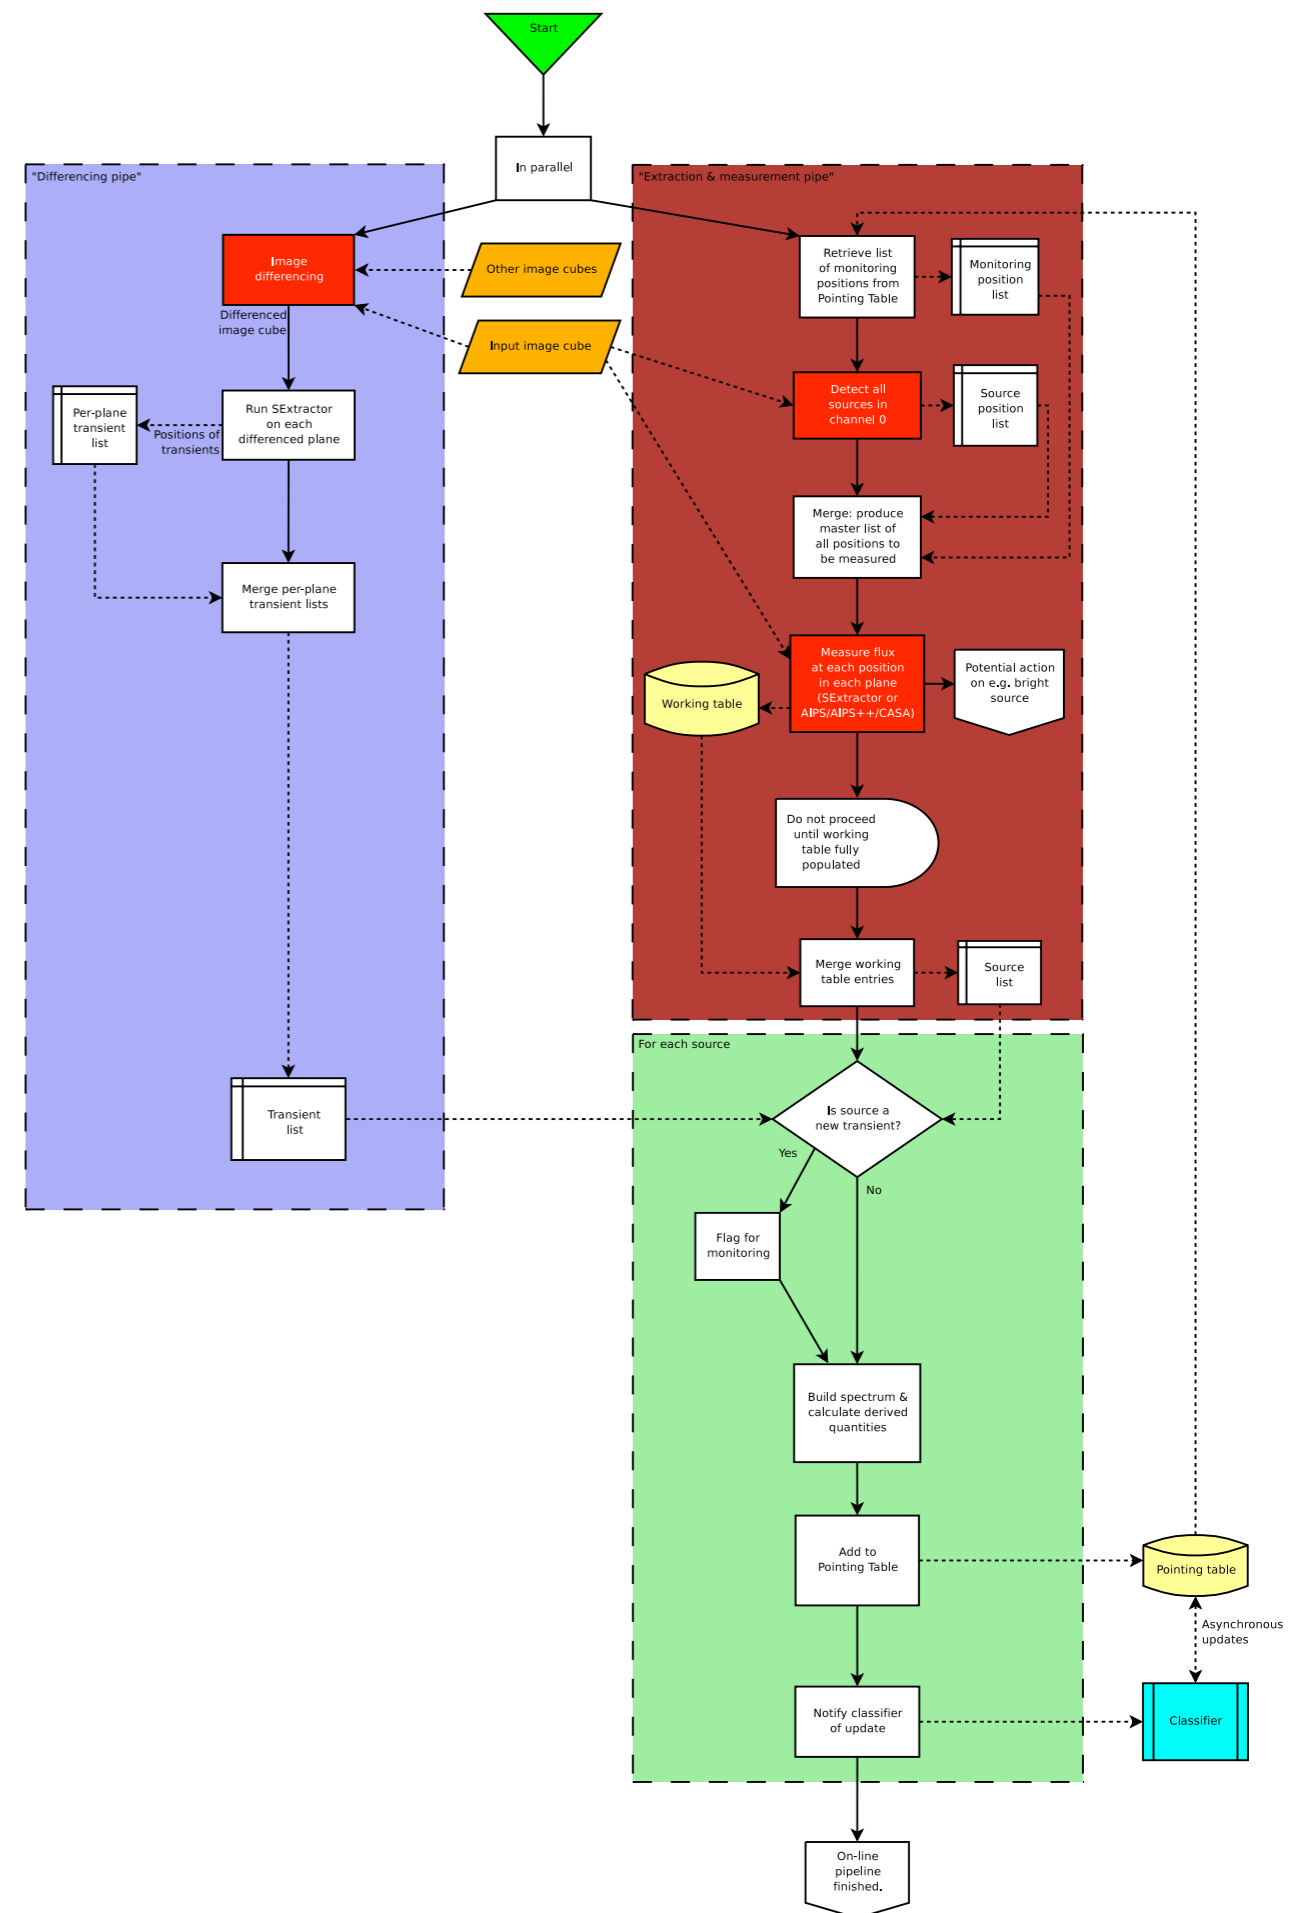 Start
In parallel
"Differencing pipe"
"Extraction & measurement pipe"
Image
differencing
Other image cubes
Retrieve list
of monitoring
positions from
Pointing Table
Monitoring
position
list
Differenced
image cube
Input image cube
Detect all
sources in
channel 0
Source
position
list
Per-plane
transient
list
Positions of
transients
Run SExtractor
on each
differenced plane
Merge: produce
master list of
all positions to
be measured
Merge per-plane
transient lists
Working table
Measure flux
at each position
in each plane
(SExtractor or
AIPS/AIPS++/CASA)
Potential action
on e.g. bright
source
Do not proceed
until working
table fully
populated
Merge working
table entries
Source
list
For each source
Transient
list
Is source a
new transient?
Yes
No
Flag for
monitoring
Build spectrum &
calculate derived
quantities
Add to
Pointing Table
Pointing table
Asynchronous
updates
Notify classifier
of update
Classifier
On-line
pipeline
finished.